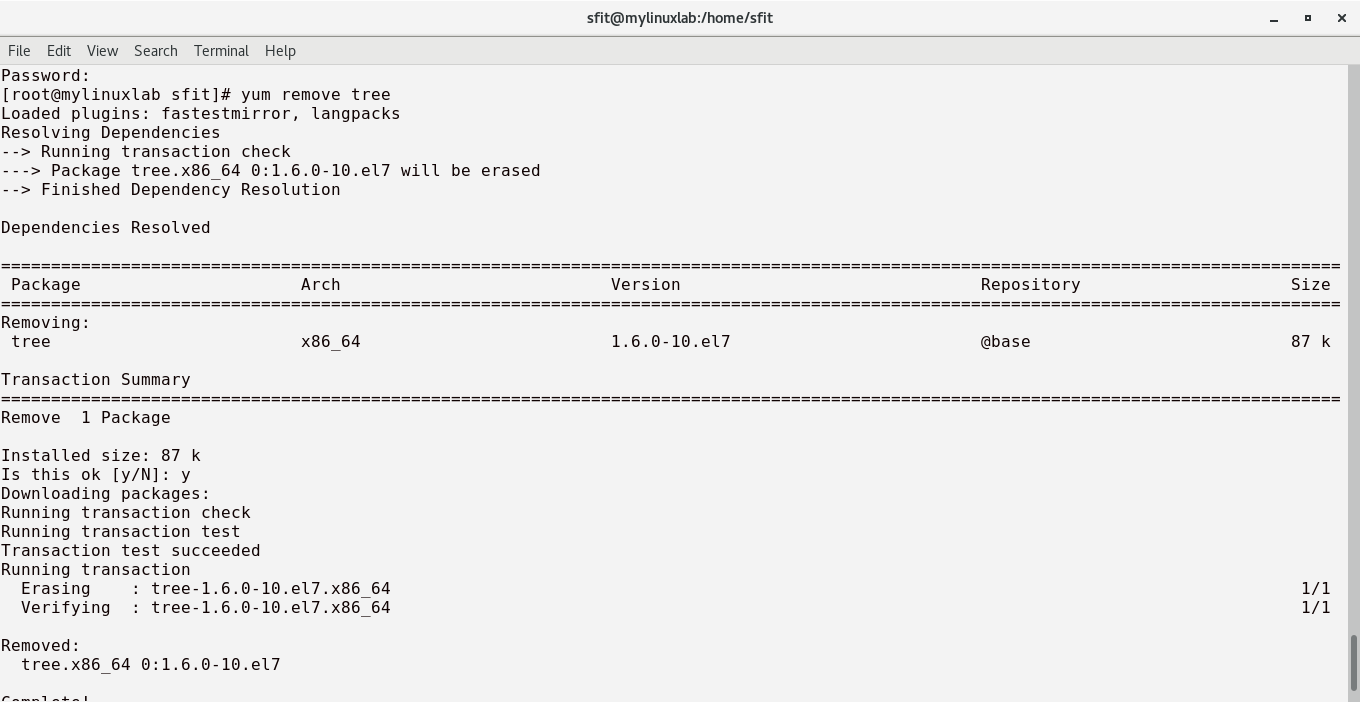 sfit@mylinuxlab:/home/sfit
File Edit View Search Terminal Help
Password:
[root@mylinuxlab sfit]# yum remove tree
Loaded plugins: fastestmirror, langpacks
Resolving Dependencies
--> Running transaction check
---> Package tree.x86_64 0:1.6.0-10.el7 will be erased
--> Finished Dependency Resolution

Dependencies Resolved

======================================================================================================================================
 Package                      Arch                           Version                              Repository                     Size
======================================================================================================================================
Removing:
 tree                         x86_64                         1.6.0-10.el7                         @base                          87 k

Transaction Summary
======================================================================================================================================
Remove  1 Package

Installed size: 87 k
Is this ok [y/N]: y
Downloading packages:
Running transaction check
Running transaction test
Transaction test succeeded
Running transaction
  Erasing    : tree-1.6.0-10.el7.x86_64                                                                                           1/1
  Verifying  : tree-1.6.0-10.el7.x86_64                                                                                           1/1

Removed:
  tree.x86_64 0:1.6.0-10.el7

Complete!